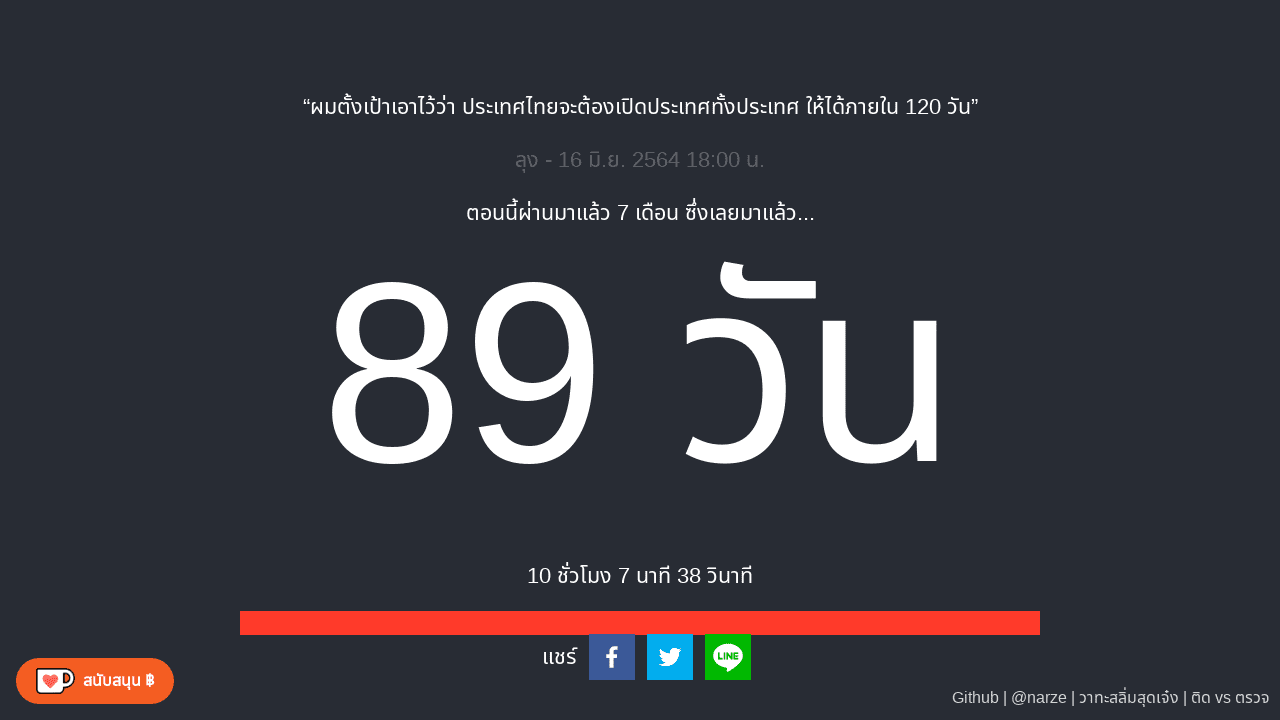 “ผมตั้งเป้าเอาไว้ว่า ประเทศไทยจะต้องเปิดประเทศทั้งประเทศ ให้ได้ภายใน 120 วัน”
ลุง - 16 มิ.ย. 2564 18:00 น.
ตอนนี้ผ่านมาแล้ว 7 เดือน ซึ่งเลยมาแล้ว...
89 วัน
10 ชั่วโมง 7 นาที 38 วินาที
แชร์
LINE
สนับสนุน ฿
Github | @narze | วาทะสลิ่มสุดเจ๋ง | ติด vs ตรวจ